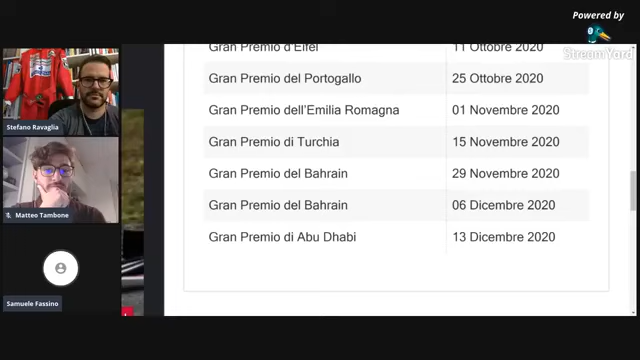 Powered by
StreamYard
Gran Premio d'Eifel 11 Ottobre 2020
Gran Premio del Portogallo 25 Ottobre 2020
Gran Premio dell'Emilia Romagna 01 Novembre 2020
Gran Premio di Turchia 15 Novembre 2020
Gran Premio del Bahrain 29 Novembre 2020
Gran Premio del Bahrain 06 Dicembre 2020
Gran Premio di Abu Dhabi 13 Dicembre 2020
Stefano Ravaglia
Matteo Tambone
Samuele Fassino